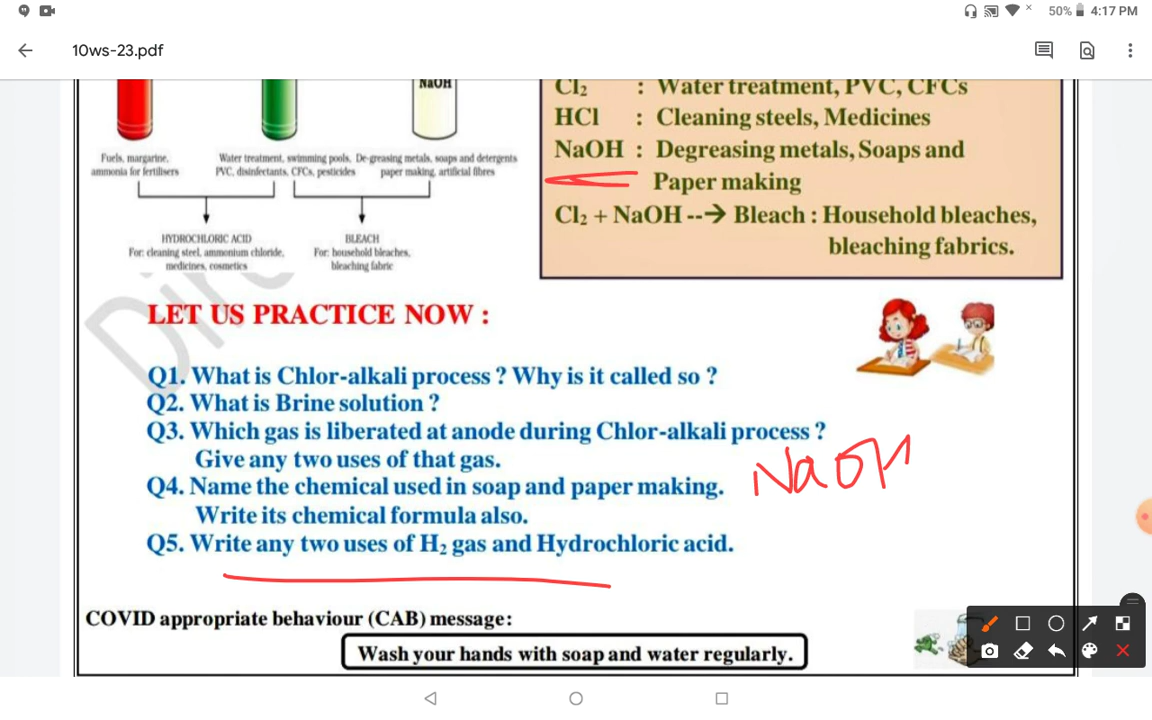 50% 4:17 PM
10ws-23.pdf
NaOH
Cl₂ : Water treatment, PVC, CFCs
HCl : Cleaning steels, Medicines
NaOH : Degreasing metals, Soaps and
Paper making
Cl₂ + NaOH --→ Bleach : Household bleaches,
bleaching fabrics.
Fuels, margarine,
ammonia for fertilisers
Water treatment, swimming pools,
PVC, disinfectants, CFCs, pesticides
De-greasing metals, soaps and detergents
paper making, artificial fibres
HYDROCHLORIC ACID
For: cleaning steel, ammonium chloride,
medicines, cosmetics
BLEACH
For: household bleaches,
bleaching fabric
LET US PRACTICE NOW :
Q1. What is Chlor-alkali process ? Why is it called so ?
Q2. What is Brine solution ?
Q3. Which gas is liberated at anode during Chlor-alkali process ?
Give any two uses of that gas.
Q4. Name the chemical used in soap and paper making.
NaOH
Write its chemical formula also.
Q5. Write any two uses of H₂ gas and Hydrochloric acid.
COVID appropriate behaviour (CAB) message:
Wash your hands with soap and water regularly.